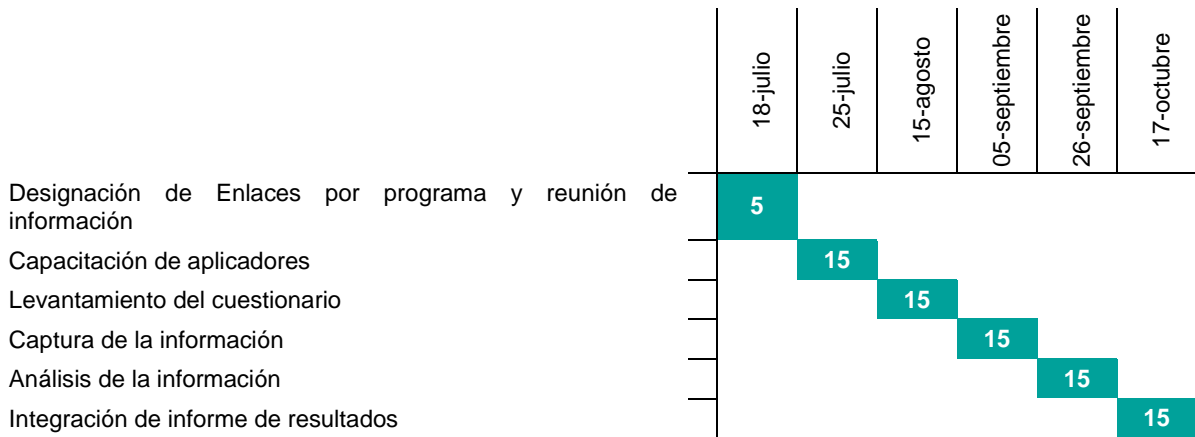 18-julio
25-julio
15-agosto
05-septiembre
26-septiembre
17-octubre
Designación de Enlaces por programa y reunión de
información
5
Capacitación de aplicadores
15
Levantamiento del cuestionario
15
Captura de la información
15
Análisis de la información
15
Integración de informe de resultados
15